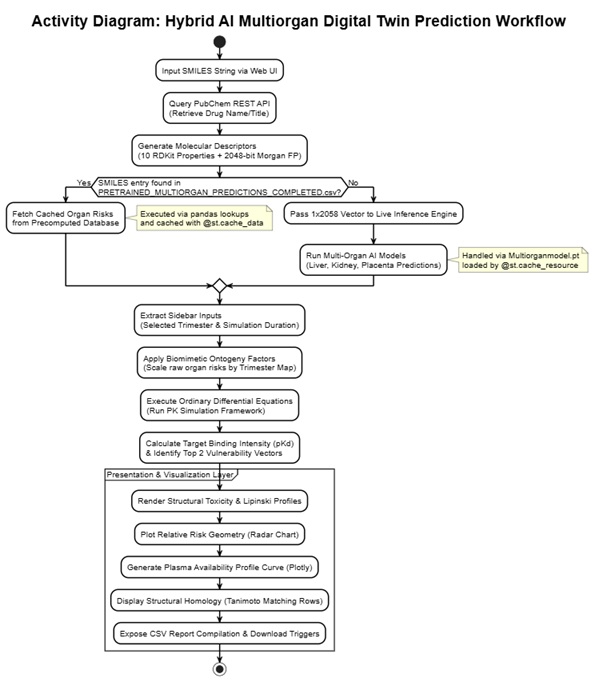 Activity Diagram: Hybrid AI Multiorgan Digital Twin Prediction Workflow
Input SMILES String via Web UI
Query PubChem REST API
(Retrieve Drug Name/Title)
Generate Molecular Descriptors
(10 RDKit Properties + 2048-bit Morgan FP)
Yes
SMILES entry found in
PRETRAINED_MULTIORGAN_PREDICTIONS_COMPLETED.csv?
No
Fetch Cached Organ Risks
from Precomputed Database
Executed via pandas lookups
and cached with @st.cache_data
Pass 1x2058 Vector to Live Inference Engine
Run Multi-Organ AI Models
(Liver, Kidney, Placenta Predictions)
Handled via Multiorganmodel.pt
loaded by @st.cache_resource
Extract Sidebar Inputs
(Selected Trimester & Simulation Duration)
Apply Biomimetic Ontogeny Factors
(Scale raw organ risks by Trimester Map)
Execute Ordinary Differential Equations
(Run PK Simulation Framework)
Calculate Target Binding Intensity (pKd)
& Identify Top 2 Vulnerability Vectors
Presentation & Visualization Layer
Render Structural Toxicity & Lipinski Profiles
Plot Relative Risk Geometry (Radar Chart)
Generate Plasma Availability Profile Curve (Plotly)
Display Structural Homology (Tanimoto Matching Rows)
Expose CSV Report Compilation & Download Triggers